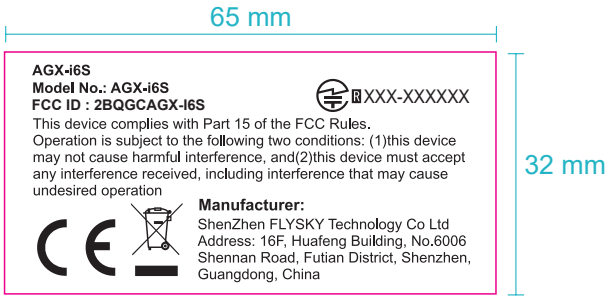 65 mm
AGX-i6S
Model No.: AGX-i6S
FCC ID : 2BQGCAGX-I6S
R XXX-XXXXXX
This device complies with Part 15 of the FCC Rules.
Operation is subject to the following two conditions: (1)this device
may not cause harmful interference, and(2)this device must accept
any interference received, including interference that may cause
undesired operation
32 mm
CE
Manufacturer:
ShenZhen FLYSKY Technology Co Ltd
Address: 16F, Huafeng Building, No.6006
Shennan Road, Futian District, Shenzhen,
Guangdong, China